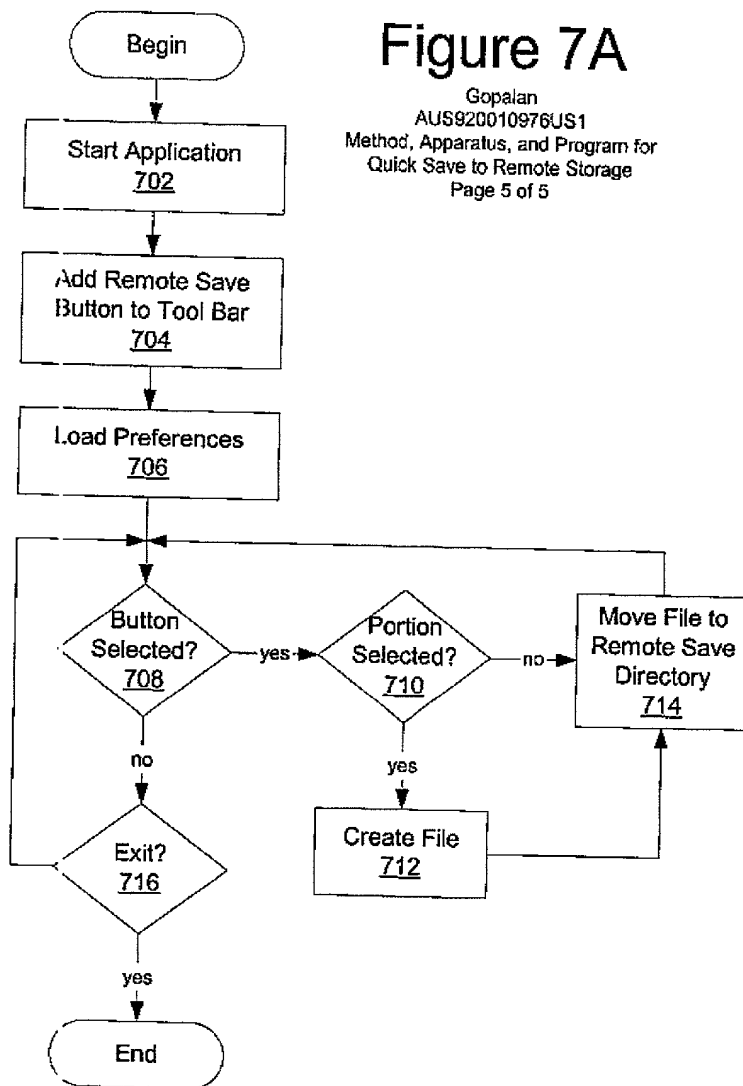 Figure 7A
Gopalan
AUS920010976US1
Method, Apparatus, and Program for
Quick Save to Remote Storage
Page 5 of 5
Begin
Start Application
702
Add Remote Save
Button to Tool Bar
704
Load Preferences
706
Button
Selected?
708
yes
Portion
Selected?
710
no
Move File to
Remote Save
Directory
714
no
yes
Exit?
716
Create File
712
yes
End